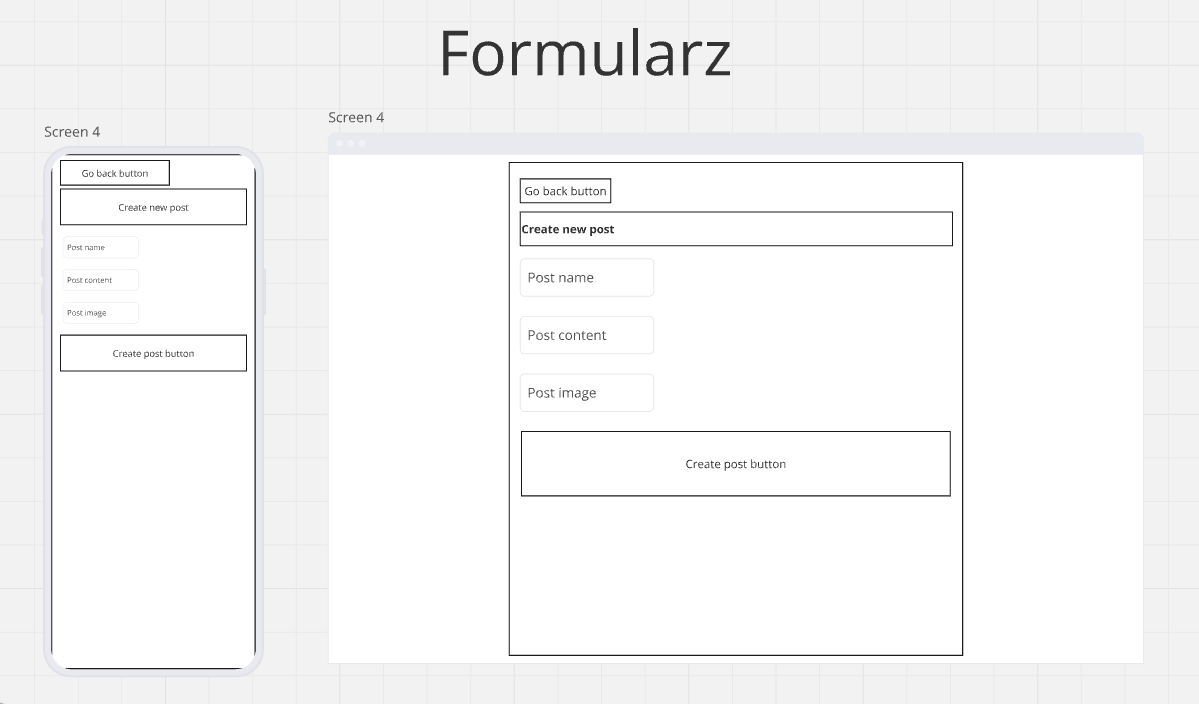 Formularz
Screen 4
Go back button
Create new post
Post name
Post content
Post image
Create post button
Screen 4
Go back button
Create new post
Post name
Post content
Post image
Create post button